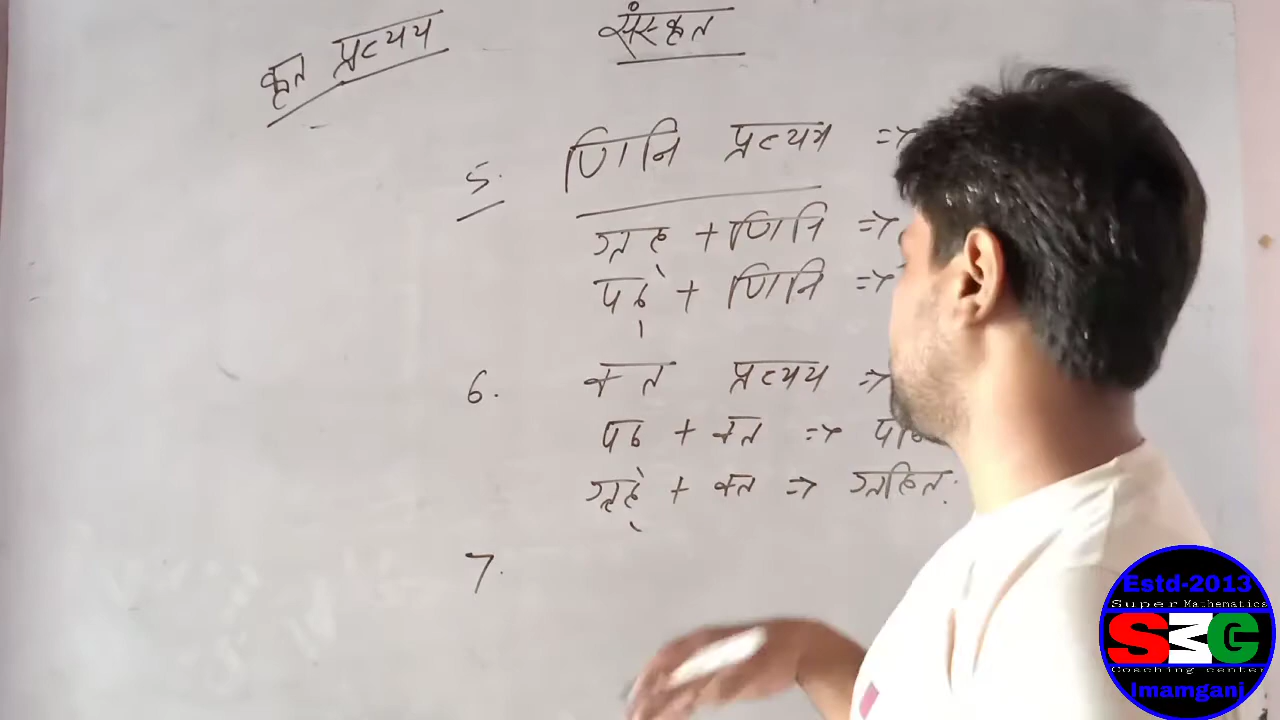 कृत प्रत्यय
संस्कृत
5. णिनि प्रत्यय =>
ग्रह + णिनि =>
पठ् + णिनि =>
6. क्त प्रत्यय =>
पठ + क्त =>
ग्रह् + क्त => ग्रहित:
7.
Estd-2013
Super Mathematics
SMG
Coaching center
Imamganj